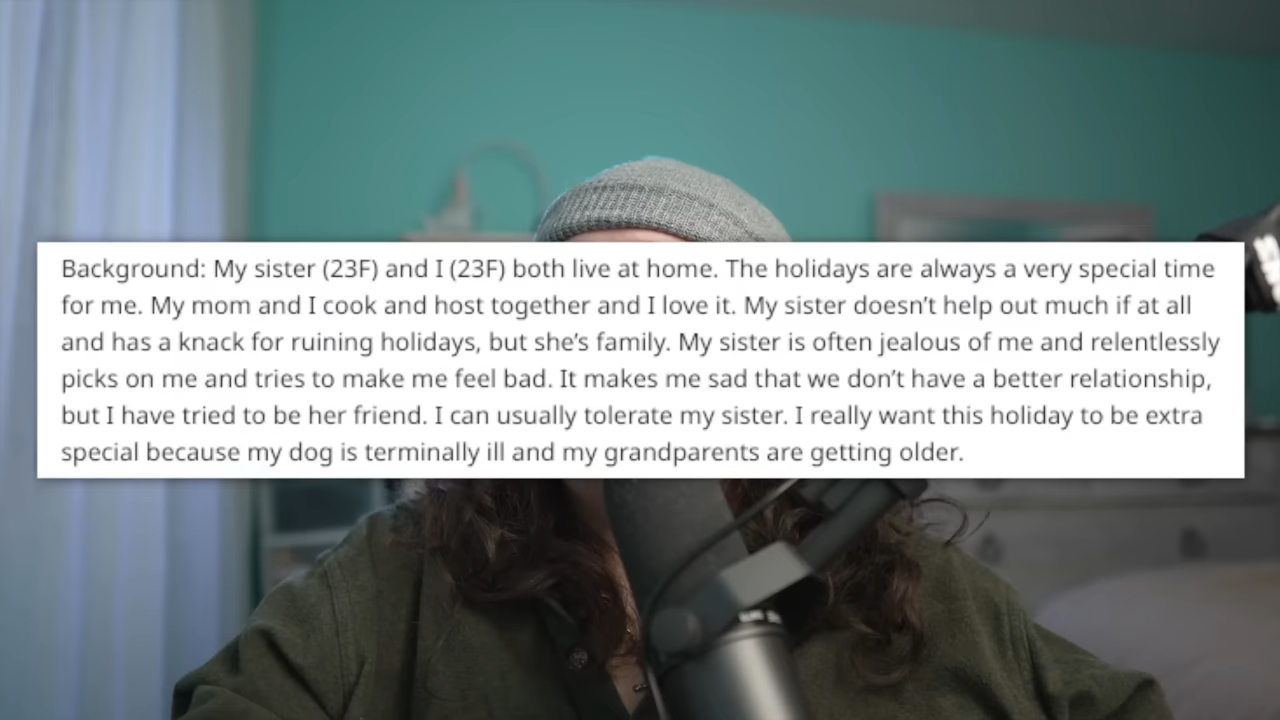 Background: My sister (23F) and I (23F) both live at home. The holidays are always a very special time
for me. My mom and I cook and host together and I love it. My sister doesn’t help out much if at all
and has a knack for ruining holidays, but she’s family. My sister is often jealous of me and relentlessly
picks on me and tries to make me feel bad. It makes me sad that we don’t have a better relationship,
but I have tried to be her friend. I can usually tolerate my sister. I really want this holiday to be extra
special because my dog is terminally ill and my grandparents are getting older.